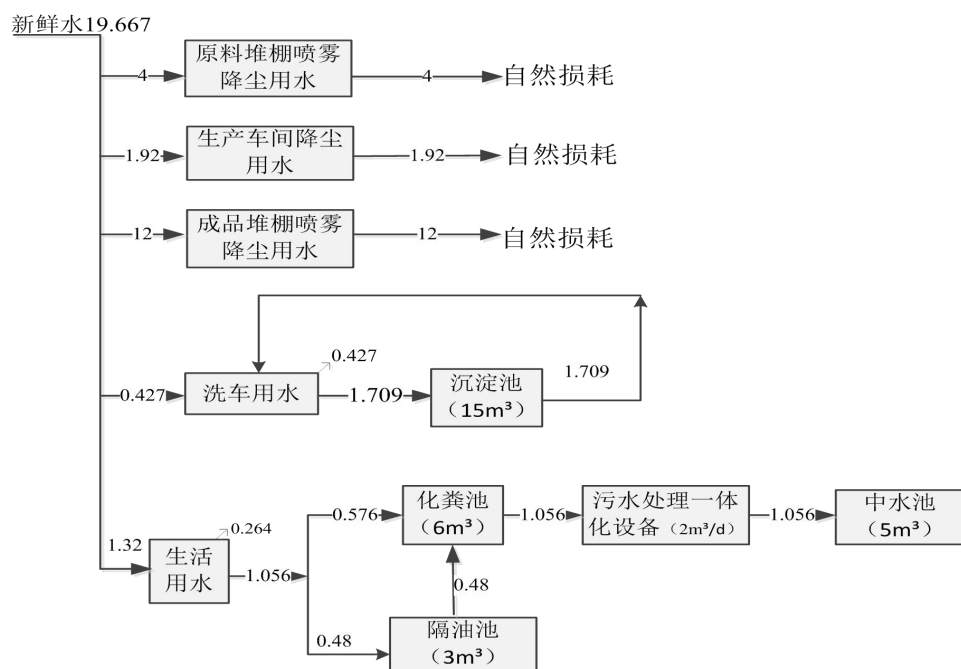 新鲜水19.667
4
原料堆棚喷雾
降尘用水
4
自然损耗
1.92
生产车间降尘
用水
1.92
自然损耗
12
成品堆棚喷雾
降尘用水
12
自然损耗
0.427
洗车用水
0.427
1.709
沉淀池
（15m³）
1.709
1.32
生活
用水
0.264
1.056
0.576
化粪池
（6m³）
1.056
污水处理一体
化设备（2m³/d）
1.056
中水池
（5m³）
0.48
0.48
隔油池
（3m³）